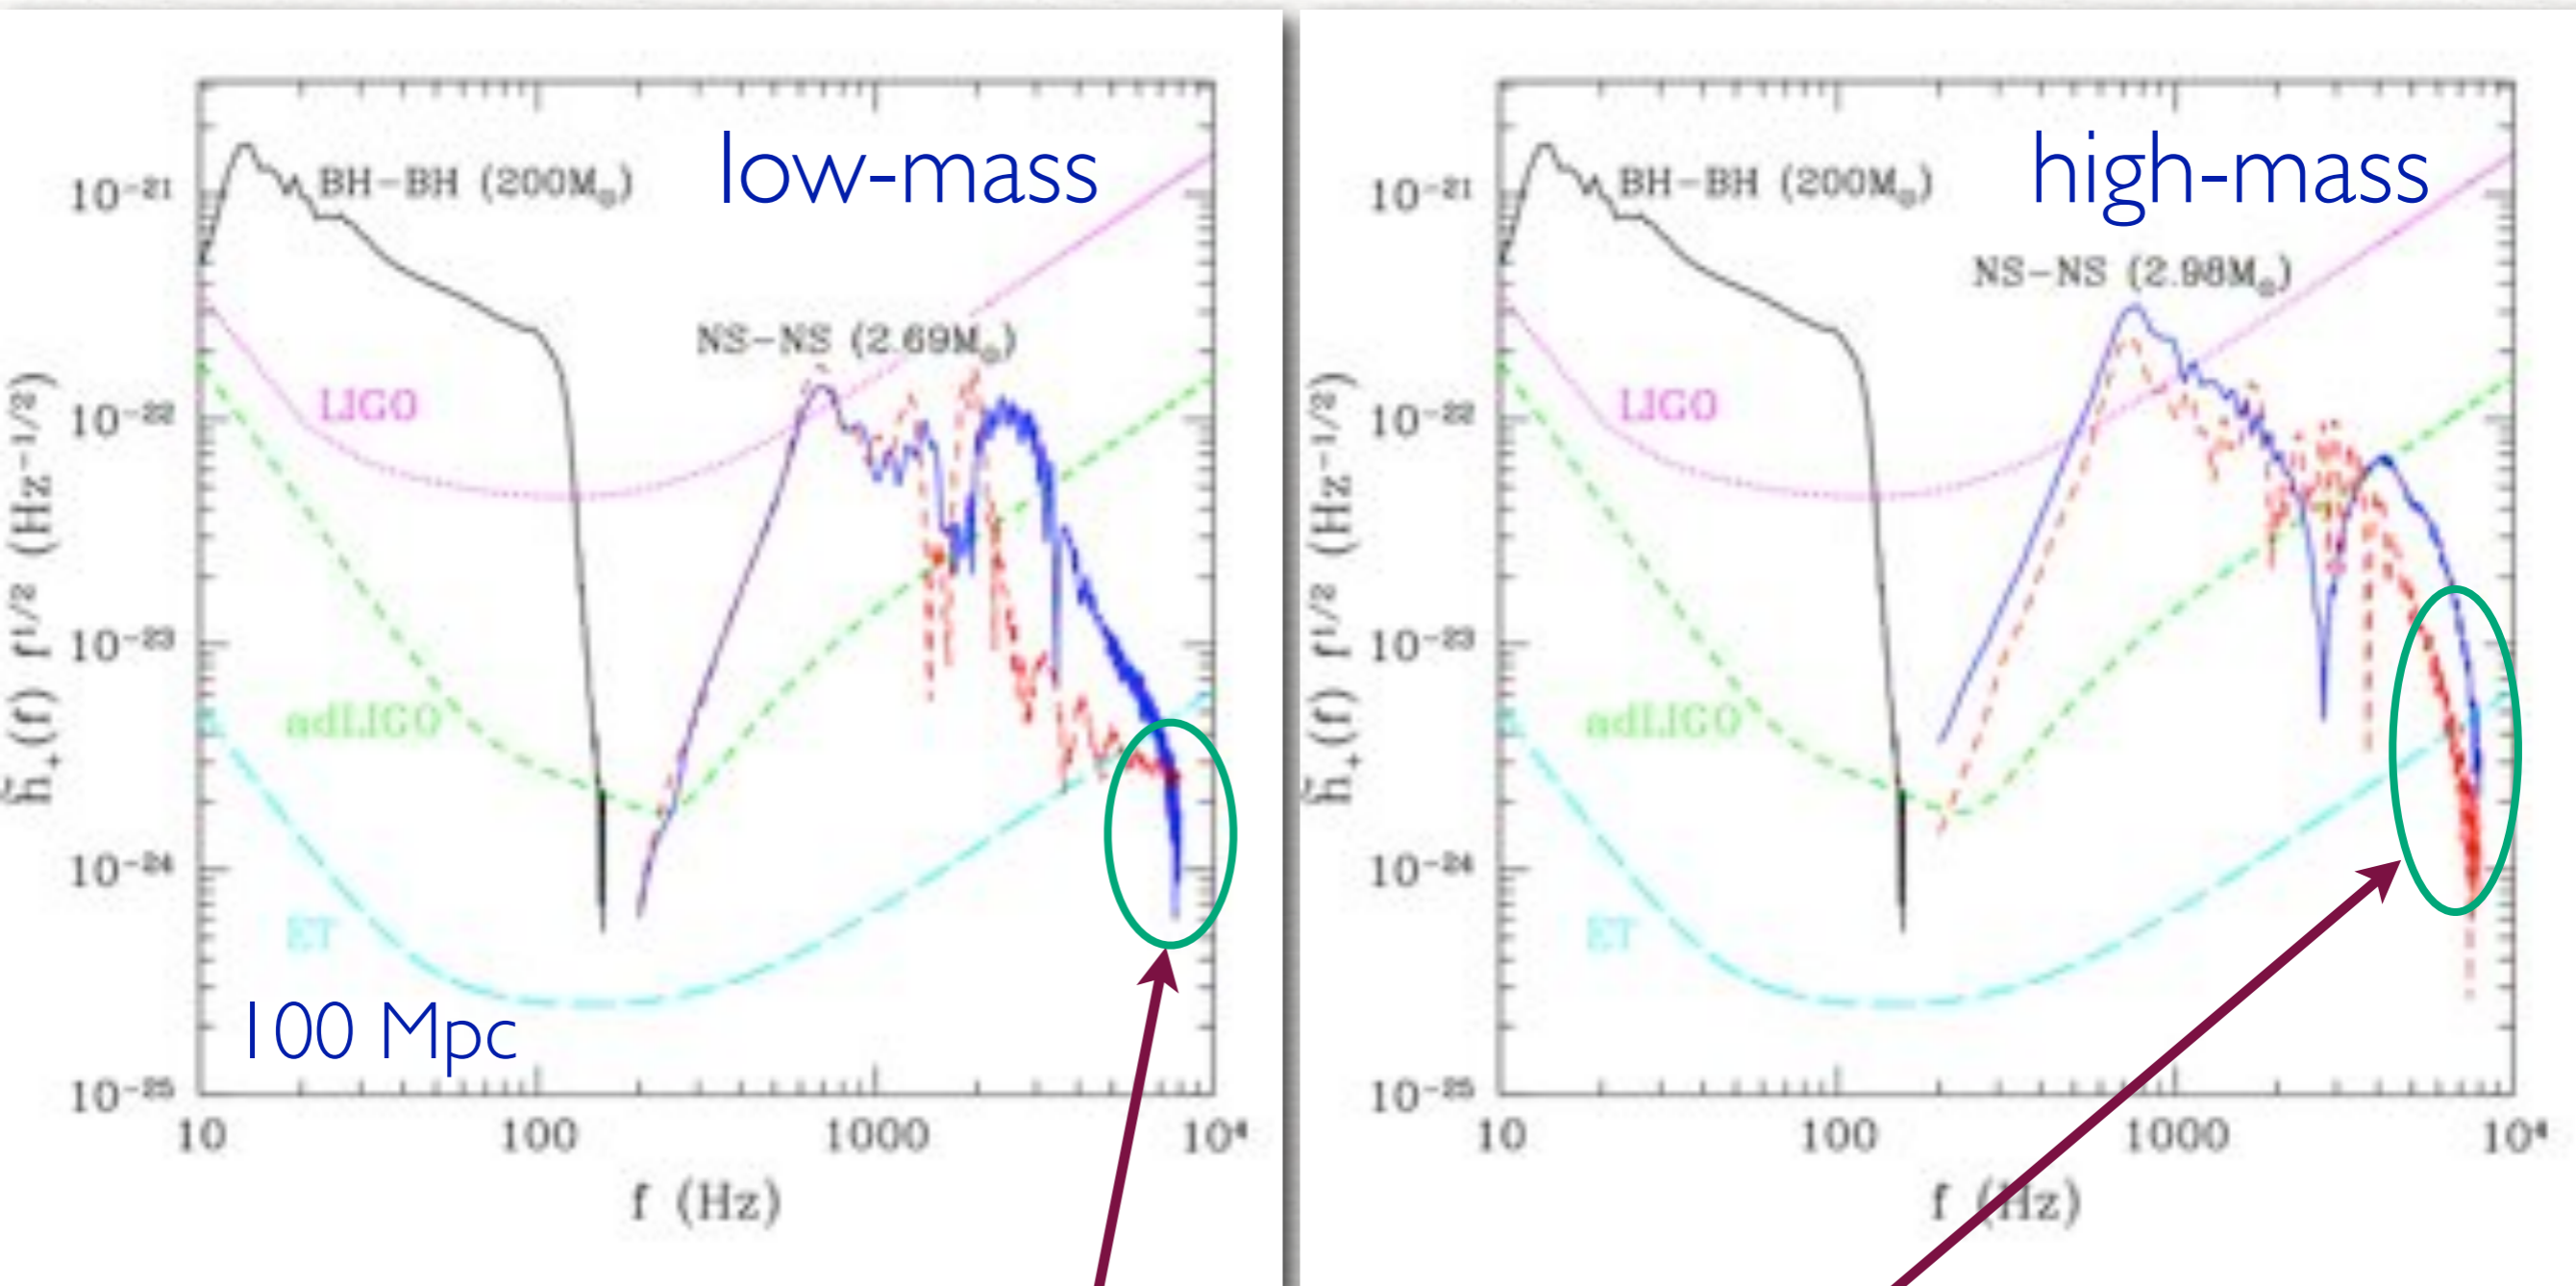 low-mass
BH-BH (200M⊙)
NS-NS (2.69M⊙)
LIGO
adLIGO
ET
100 Mpc
h̃₊(f) f¹/² (Hz⁻¹/²)
10⁻²¹
10⁻²²
10⁻²³
10⁻²⁴
10⁻²⁵
10 100 1000 10⁴
f (Hz)
high-mass
BH-BH (200M⊙)
NS-NS (2.98M⊙)
LIGO
adLIGO
ET
h̃₊(f) f¹/² (Hz⁻¹/²)
10⁻²¹
10⁻²²
10⁻²³
10⁻²⁴
10⁻²⁵
10 100 1000 10⁴
f (Hz)